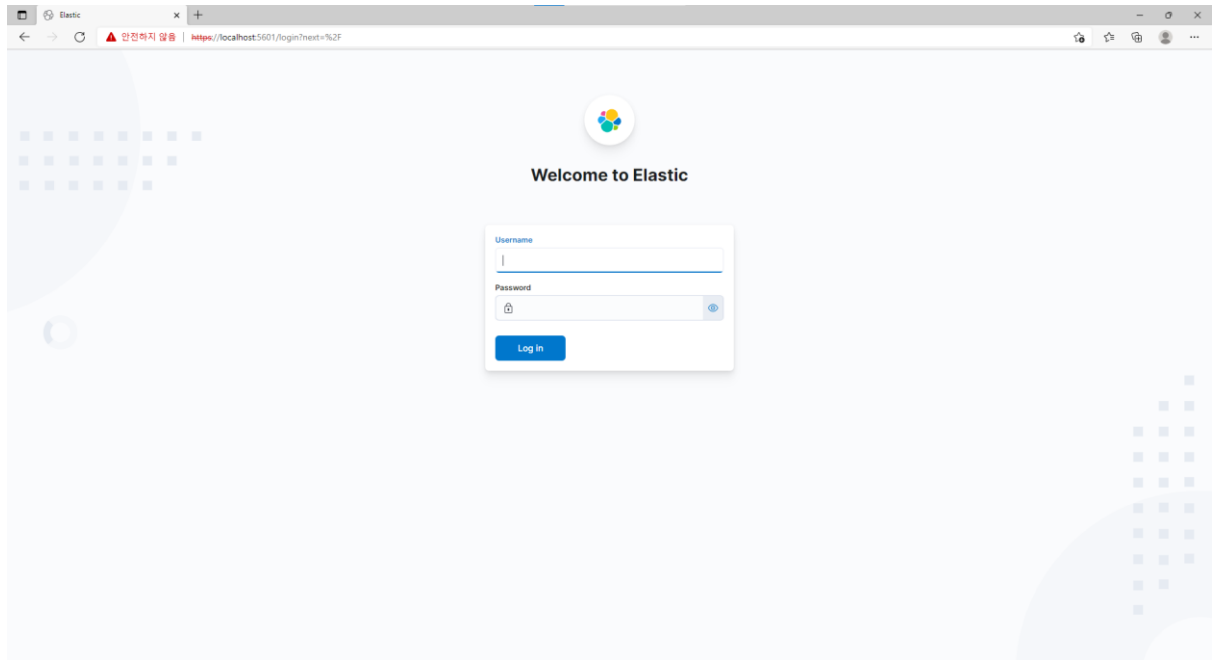 Elastic
안전하지 않음 | https://localhost:5601/login?next=%2F
Welcome to Elastic
Username
Password
Log in